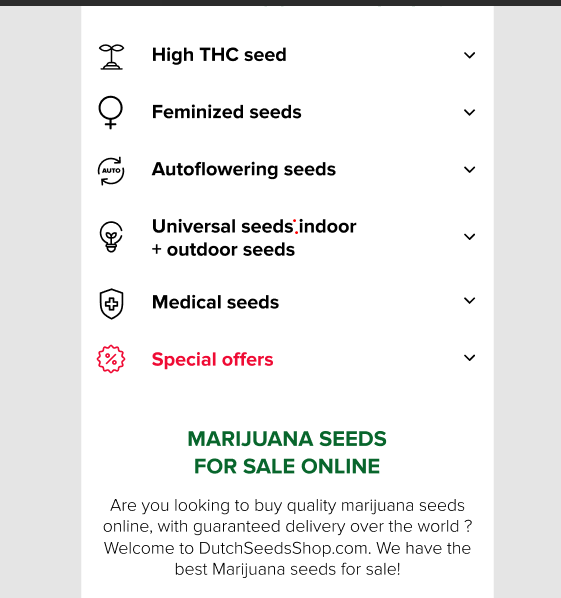 High THC seed
Feminized seeds
AUTO
Autoflowering seeds
Universal seeds:indoor
+ outdoor seeds
Medical seeds
%
Special offers
MARIJUANA SEEDS
FOR SALE ONLINE
Are you looking to buy quality marijuana seeds
online, with guaranteed delivery over the world ?
Welcome to DutchSeedsShop.com. We have the
best Marijuana seeds for sale!